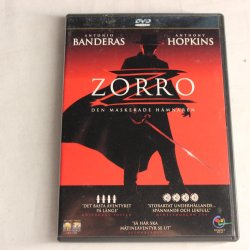 DVD
ANTONIO
BANDERAS
ANTHONY
HOPKINS
ZORRO
DEN MASKERADE HÄMNAREN
"DET BÄSTA ÄVENTYRET
PÅ LÄNGE"
"STORARTAT UNDERHÅLLANDE...
SPÄNNANDE OCH LEKFULL"
"SÅ HÄR SKA
MATINÉÄVENTYR SE UT"